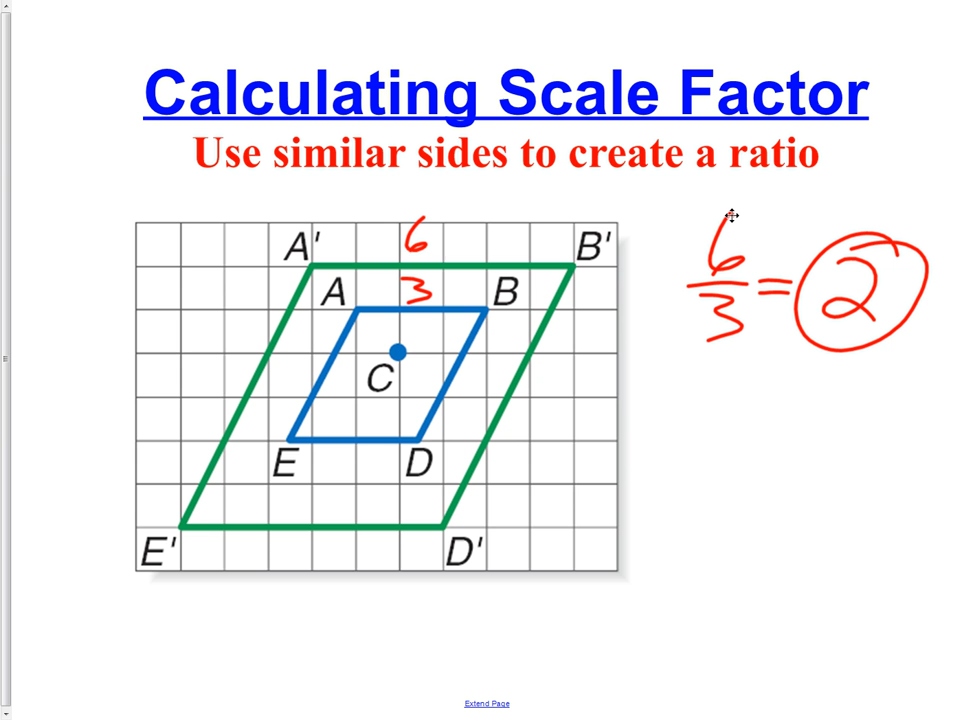 Calculating Scale Factor
Use similar sides to create a ratio
A' 6 B'
A 3 B
C
E D
E' D'
6/3 = 2
Extend Page